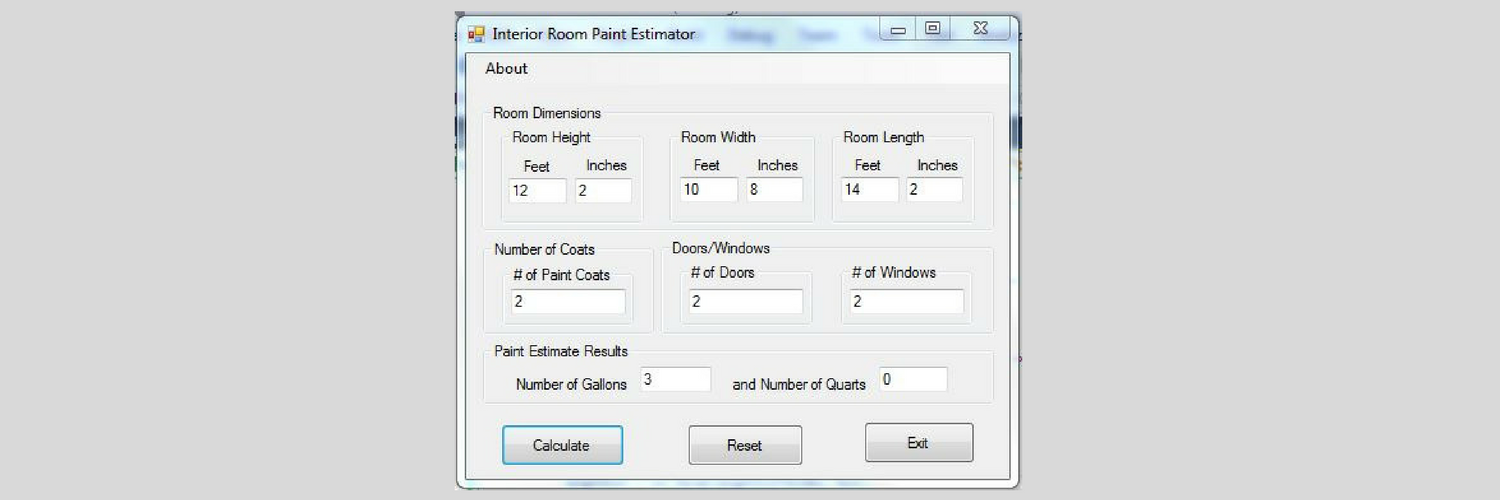 Interior Room Paint Estimator
About
Room Dimensions
Room Height Room Width Room Length
Feet Inches Feet Inches Feet Inches
12 2 10 8 14 2
Number of Coats Doors/Windows
# of Paint Coats # of Doors # of Windows
2 2 2
Paint Estimate Results
Number of Gallons 3 and Number of Quarts 0
Calculate Reset Exit